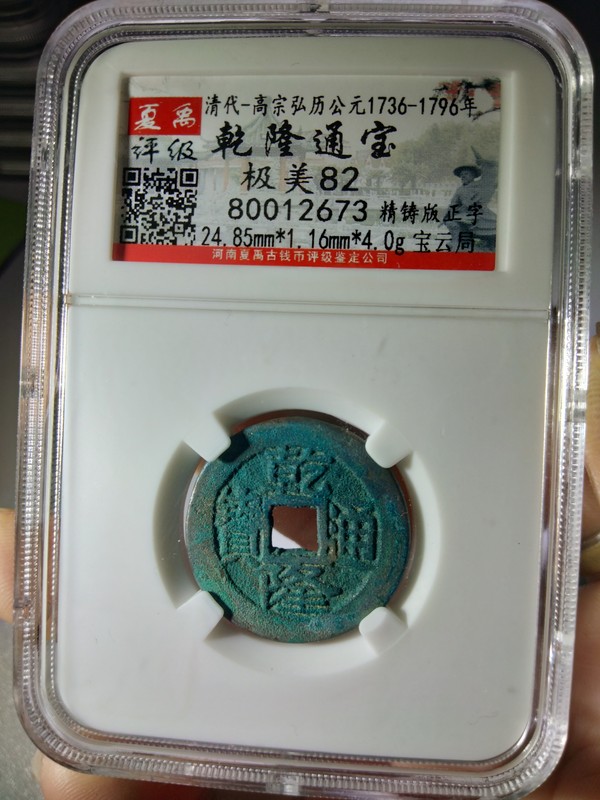 夏禹 清代-高宗弘历公元1736-1796年
评级 乾隆通宝
极美82
80012673 精铸版正字
24.85mm*1.16mm*4.0g 宝云局
河南夏禹古钱币评级鉴定公司
乾
寶 通
隆